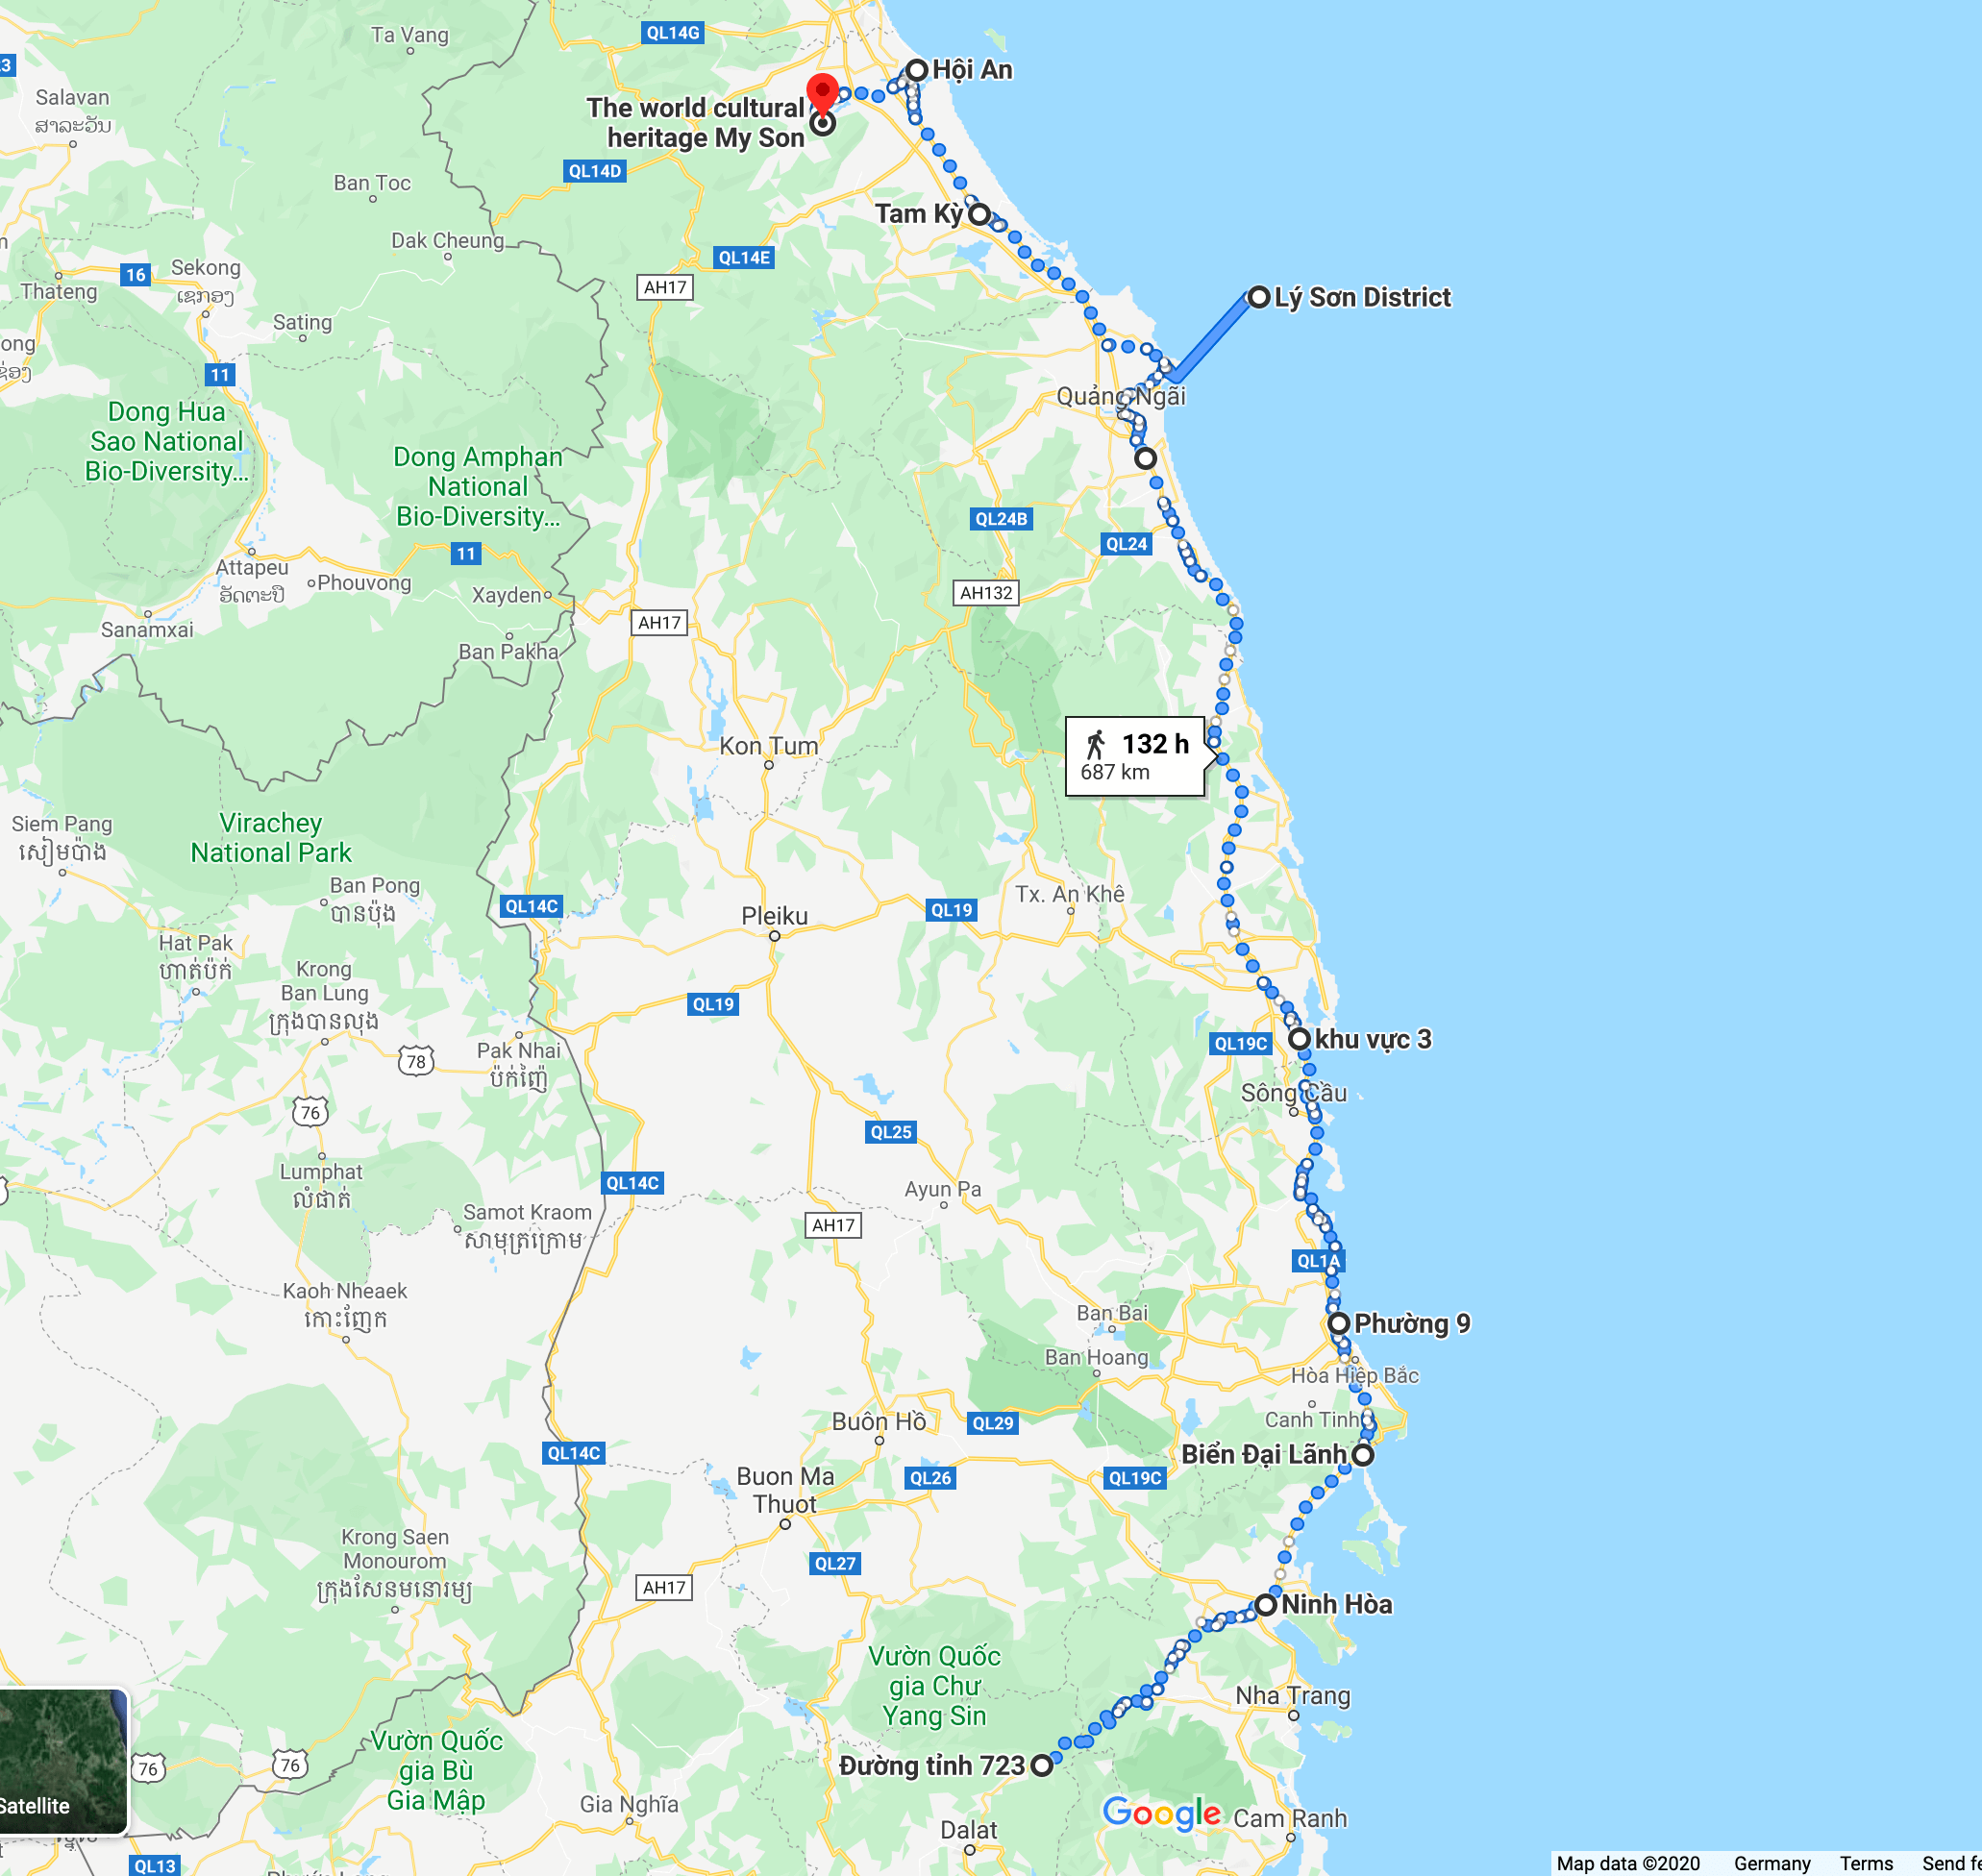 Ta Vang
QL14G
23
Hội An
Salavan
ສາລະວັນ
The world cultural
heritage My Son
QL14D
Ban Toc
Tam Kỳ
Dak Cheung
QL14E
16
Sekong
ເຊກອງ
AH17
Thateng
Lý Sơn District
Sating
11
Quảng Ngãi
Dong Hua
Sao National
Bio-Diversity...
Dong Amphan
National
Bio-Diversity...
QL24B
QL24
11
Attapeu
ອັດຕະປື
Phouvong
Xayden
AH132
Sanamxai
AH17
Ban Pakha
132 h
687 km
Kon Tum
Siem Pang
សៀមប៉ាង
Virachey
National Park
Ban Pong
បានប៉ុង
Tx. An Khê
QL14C
QL19
Pleiku
Hat Pak
ហាត់ប៉ក់
Krong
Ban Lung
ក្រុងបានលុង
QL19
khu vực 3
QL19C
Pak Nhai
ប៉ក់ញ៉ៃ
78
Sông Cầu
76
QL25
Lumphat
លំផាត់
QL14C
Ayun Pa
Samot Kraom
សាមុត្រក្រោម
AH17
QL1A
Kaoh Nheaek
កោះញែក
Ban Bai
Phường 9
Ban Hoang
Hòa Hiệp Bắc
Buôn Hồ
QL29
Canh Tinh
QL14C
Biển Đại Lãnh
Buon Ma
Thuot
QL26
QL19C
Krong Saen
Monourom
ក្រុងសែនមនោរម្យ
QL27
AH17
Ninh Hòa
Vườn Quốc
gia Chư
Yang Sin
Nha Trang
Vườn Quốc
gia Bù
Gia Mập
76
76
Đường tỉnh 723
Satellite
Gia Nghĩa
Google
Cam Ranh
Dalat
QL13
Map data ©2020 Germany Terms Send